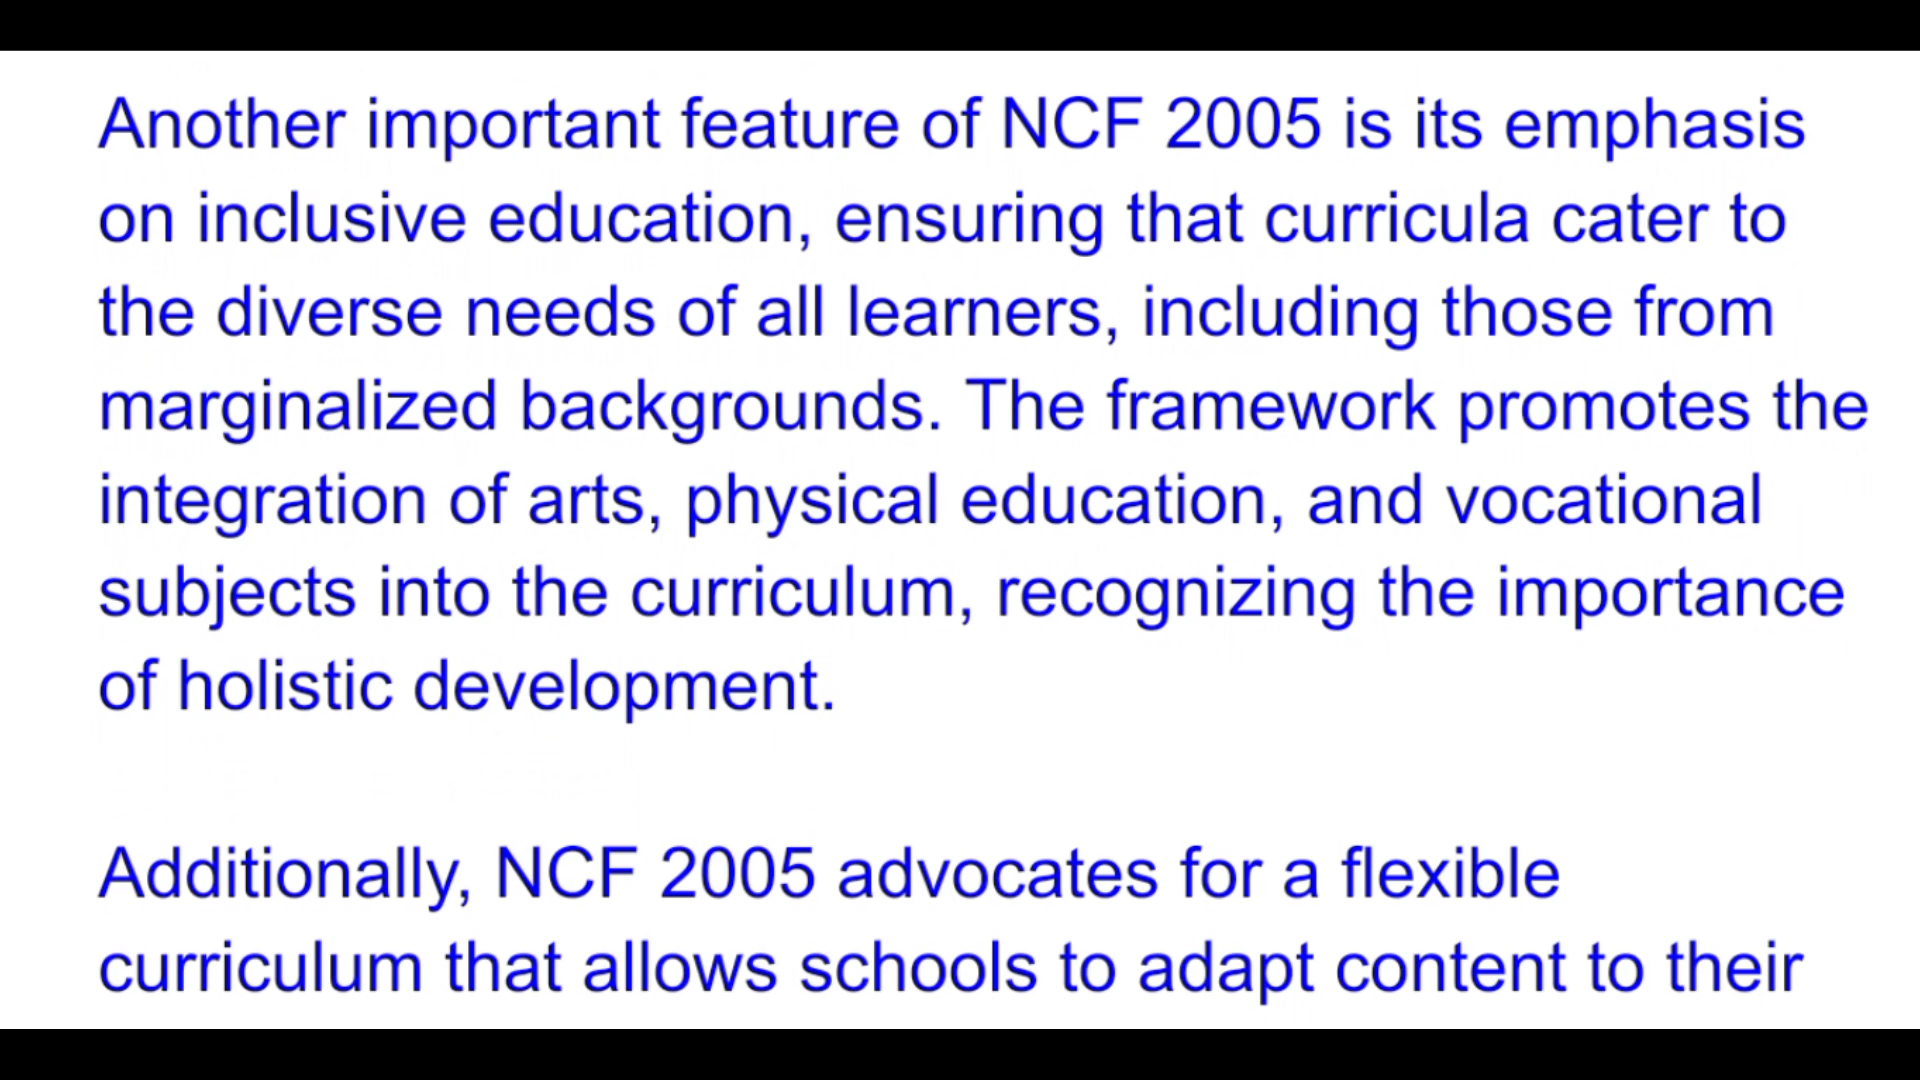 Another important feature of NCF 2005 is its emphasis
on inclusive education, ensuring that curricula cater to
the diverse needs of all learners, including those from
marginalized backgrounds. The framework promotes the
integration of arts, physical education, and vocational
subjects into the curriculum, recognizing the importance
of holistic development.
Additionally, NCF 2005 advocates for a flexible
curriculum that allows schools to adapt content to their